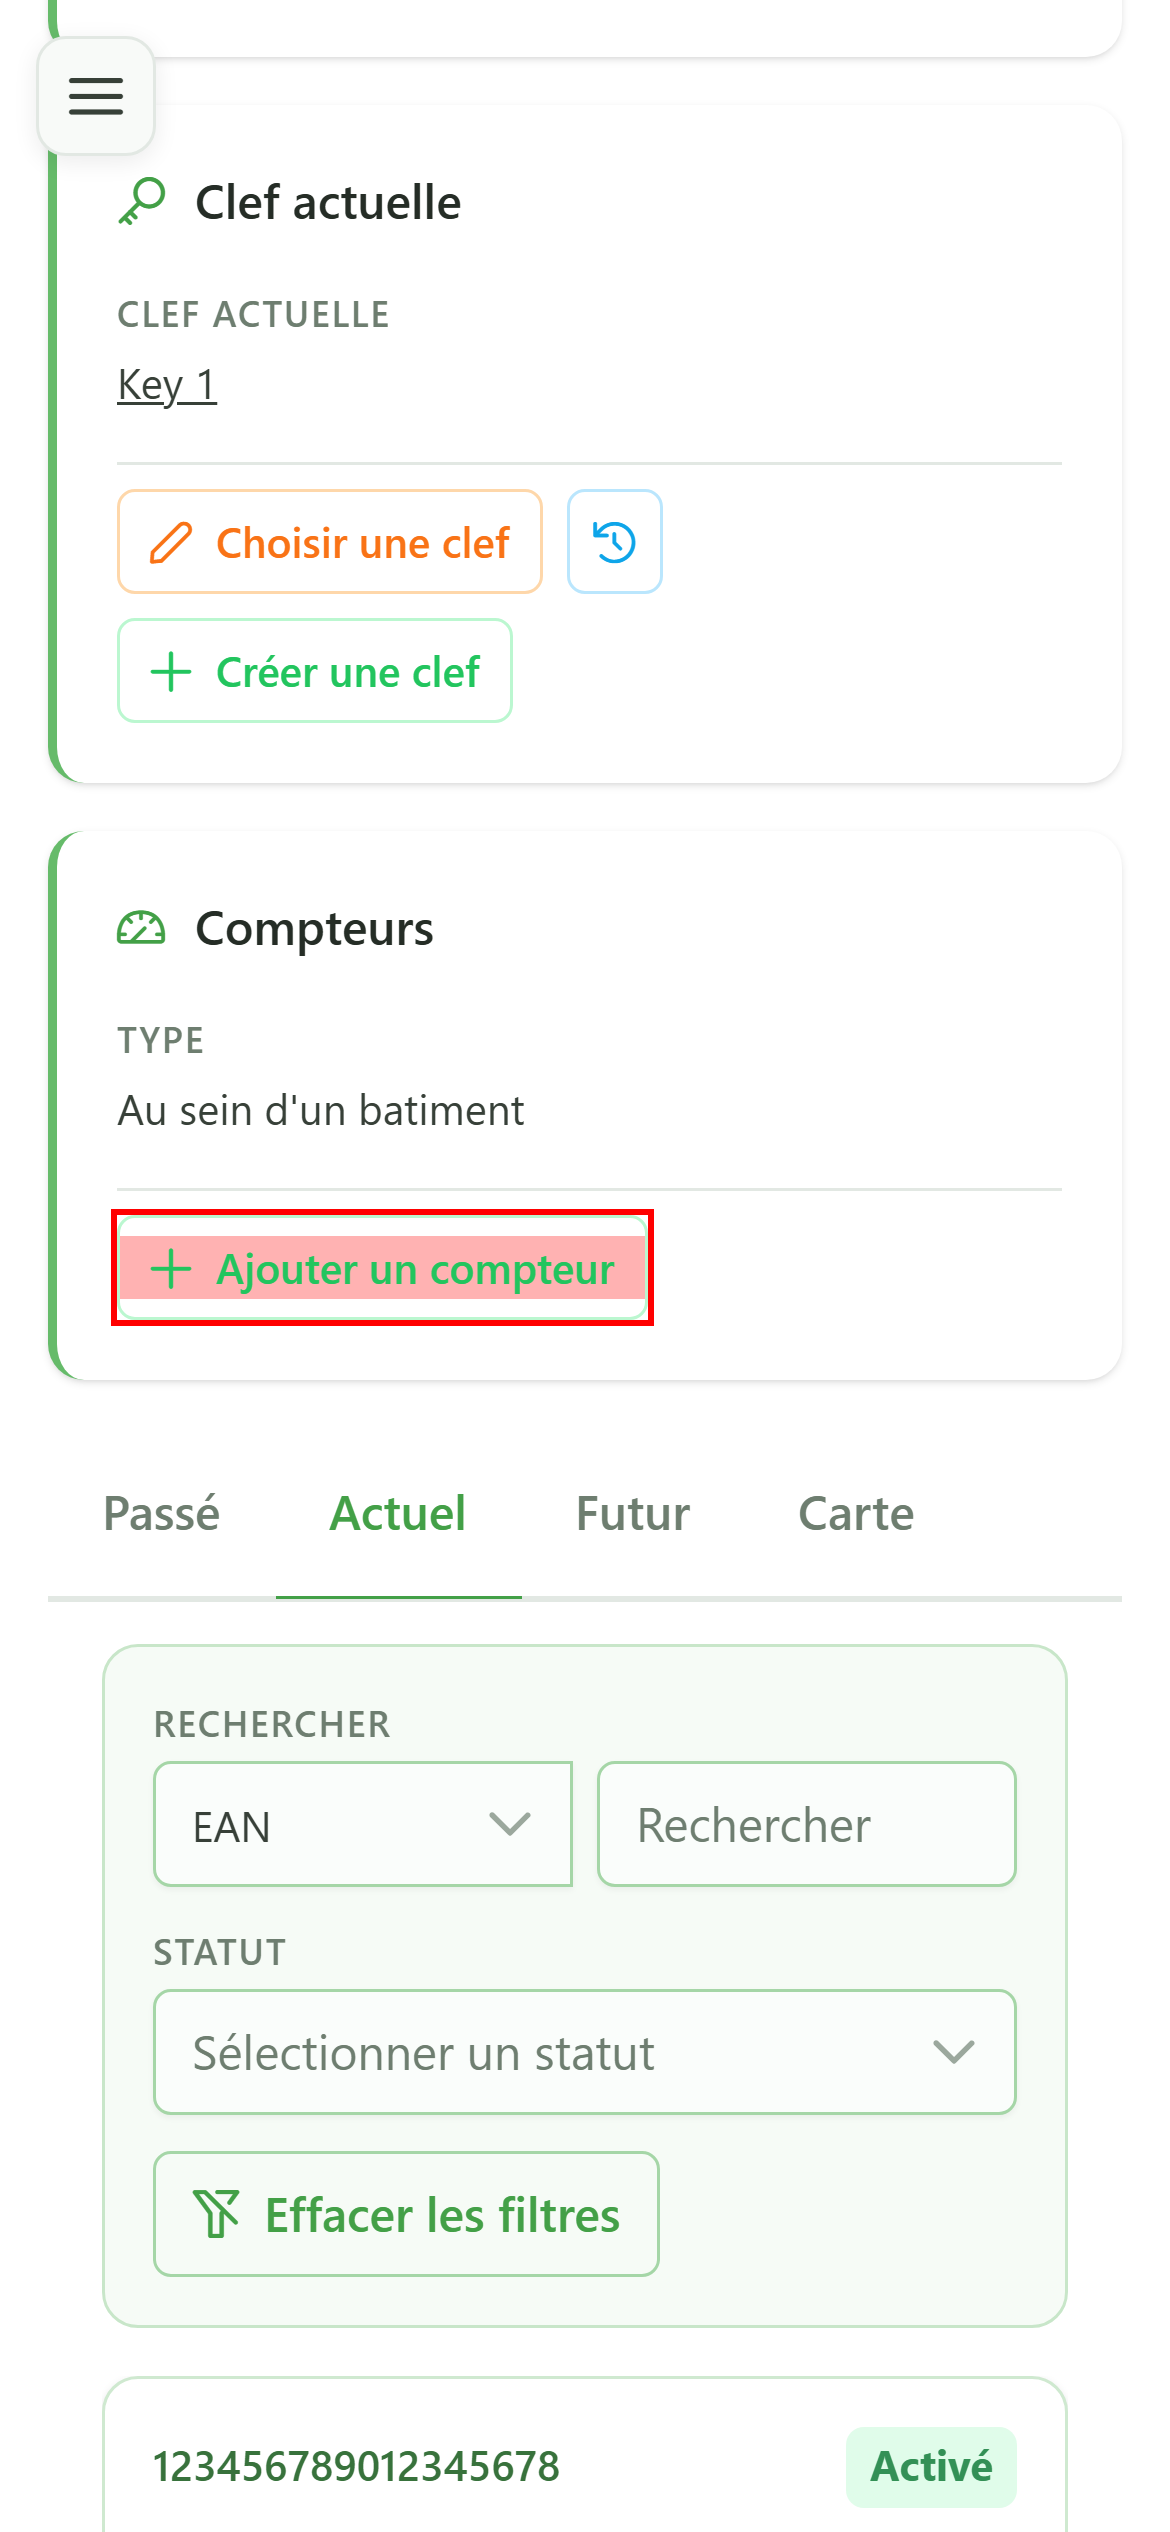 Clef actuelle
CLEF ACTUELLE
Key 1
Choisir une clef
Créer une clef
Compteurs
TYPE
Au sein d'un batiment
Ajouter un compteur
Passé Actuel Futur Carte
RECHERCHER
EAN Rechercher
STATUT
Sélectionner un statut
Effacer les filtres
123456789012345678 Activé